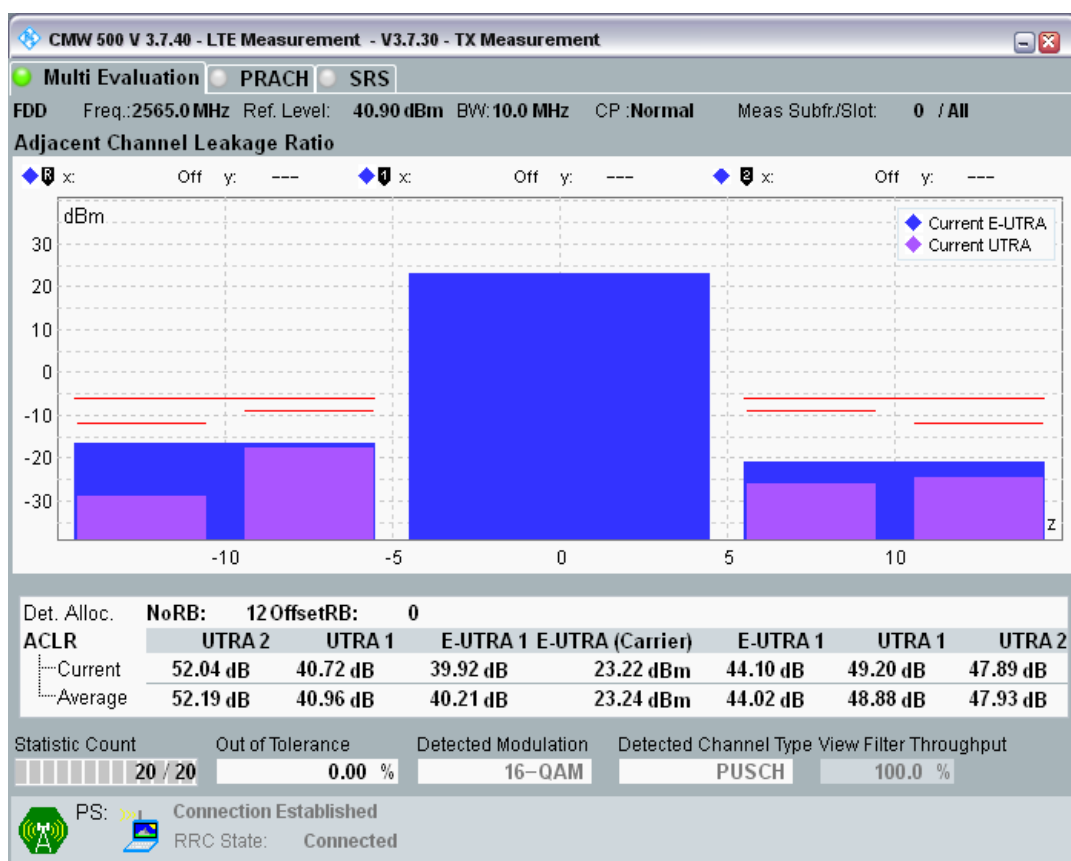 CMW 500 V 3.7.40 - LTE Measurement - V3.7.30 - TX Measurement
Multi Evaluation PRACH SRS
FDD Freq.:2565.0 MHz Ref. Level: 40.90 dBm BW: 10.0 MHz CP :Normal Meas Subfr./Slot: 0 / All
Adjacent Channel Leakage Ratio
R x: Off y: --- 1 x: Off y: --- 2 x: Off y: ---
dBm
Current E-UTRA
Current UTRA
30
20
10
0
-10
-20
-30
z
-10 -5 0 5 10
Det. Alloc. NoRB: 12 OffsetRB: 0
ACLR UTRA 2 UTRA 1 E-UTRA 1 E-UTRA (Carrier) E-UTRA 1 UTRA 1 UTRA 2
Current 52.04 dB 40.72 dB 39.92 dB 23.22 dBm 44.10 dB 49.20 dB 47.89 dB
Average 52.19 dB 40.96 dB 40.21 dB 23.24 dBm 44.02 dB 48.88 dB 47.93 dB
Statistic Count Out of Tolerance Detected Modulation Detected Channel Type View Filter Throughput
20 / 20 0.00 % 16-QAM PUSCH 100.0 %
PS: Connection Established
RRC State: Connected